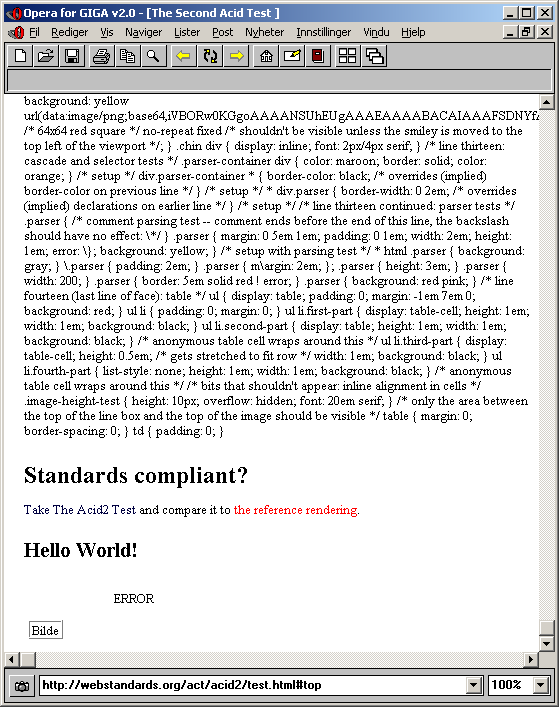 Opera for GIGA v2.0 - [The Second Acid Test ]
Fil Rediger Vis Naviger Lister Post Nyheter Innstillinger Vinduer Hjelp
background: yellow
url(data:image/png;base64,iVBORw0KGgoAAAANSUhEUgAAAEAAAABACAIAAAFSDNYfz
/* 64x64 red square */ no-repeat fixed /* shouldn't be visible unless the smiley is moved to the
top left of the viewport */; } .chin div { display: inline; font: 2px/4px serif; } /* line thirteen:
cascade and selector tests */ .parser-container div { color: maroon; border: solid; color:
orange; } /* setup */ div.parser-container * { border-color: black; /* overrides (implied)
border-color on previous line */ } /* setup */ * div.parser { border-width: 0 2em; /* overrides
(implied) declarations on earlier line */ } /* setup */ /* line thirteen continued: parser tests */
.parser { /* comment parsing test -- comment ends before the end of this line, the backslash
should have no effect: \*/ } .parser { margin: 0 5em 1em; padding: 0 1em; width: 2em; height:
1em; error: \}; background: yellow; } /* setup with parsing test */ * html .parser { background:
gray; } \.parser { padding: 2em; } .parser { m\argin: 2em; }; .parser { height: 3em; } .parser {
width: 200; } .parser { border: 5em solid red ! error; } .parser { background: red pink; } /* line
fourteen (last line of face): table */ ul { display: table; padding: 0; margin: -1em 7em 0;
background: red; } ul li { padding: 0; margin: 0; } ul li.first-part { display: table-cell; height: 1em;
width: 1em; background: black; } ul li.second-part { display: table; height: 1em; width: 1em;
background: black; } /* anonymous table cell wraps around this */ ul li.third-part { display:
table-cell; height: 0.5em; /* gets stretched to fit row */ width: 1em; background: black; } ul
li.fourth-part { list-style: none; height: 1em; width: 1em; background: black; } /* anonymous
table cell wraps around this */ /* bits that shouldn't appear: inline alignment in cells */
.image-height-test { height: 10px; overflow: hidden; font: 20em serif; } /* only the area between
the top of the line box and the top of the image should be visible */ table { margin: 0;
border-spacing: 0; } td { padding: 0; }
Standards compliant?
Take The Acid2 Test and compare it to the reference rendering.
Hello World!
ERROR
Bilde
http://webstandards.org/act/acid2/test.html#top
100%